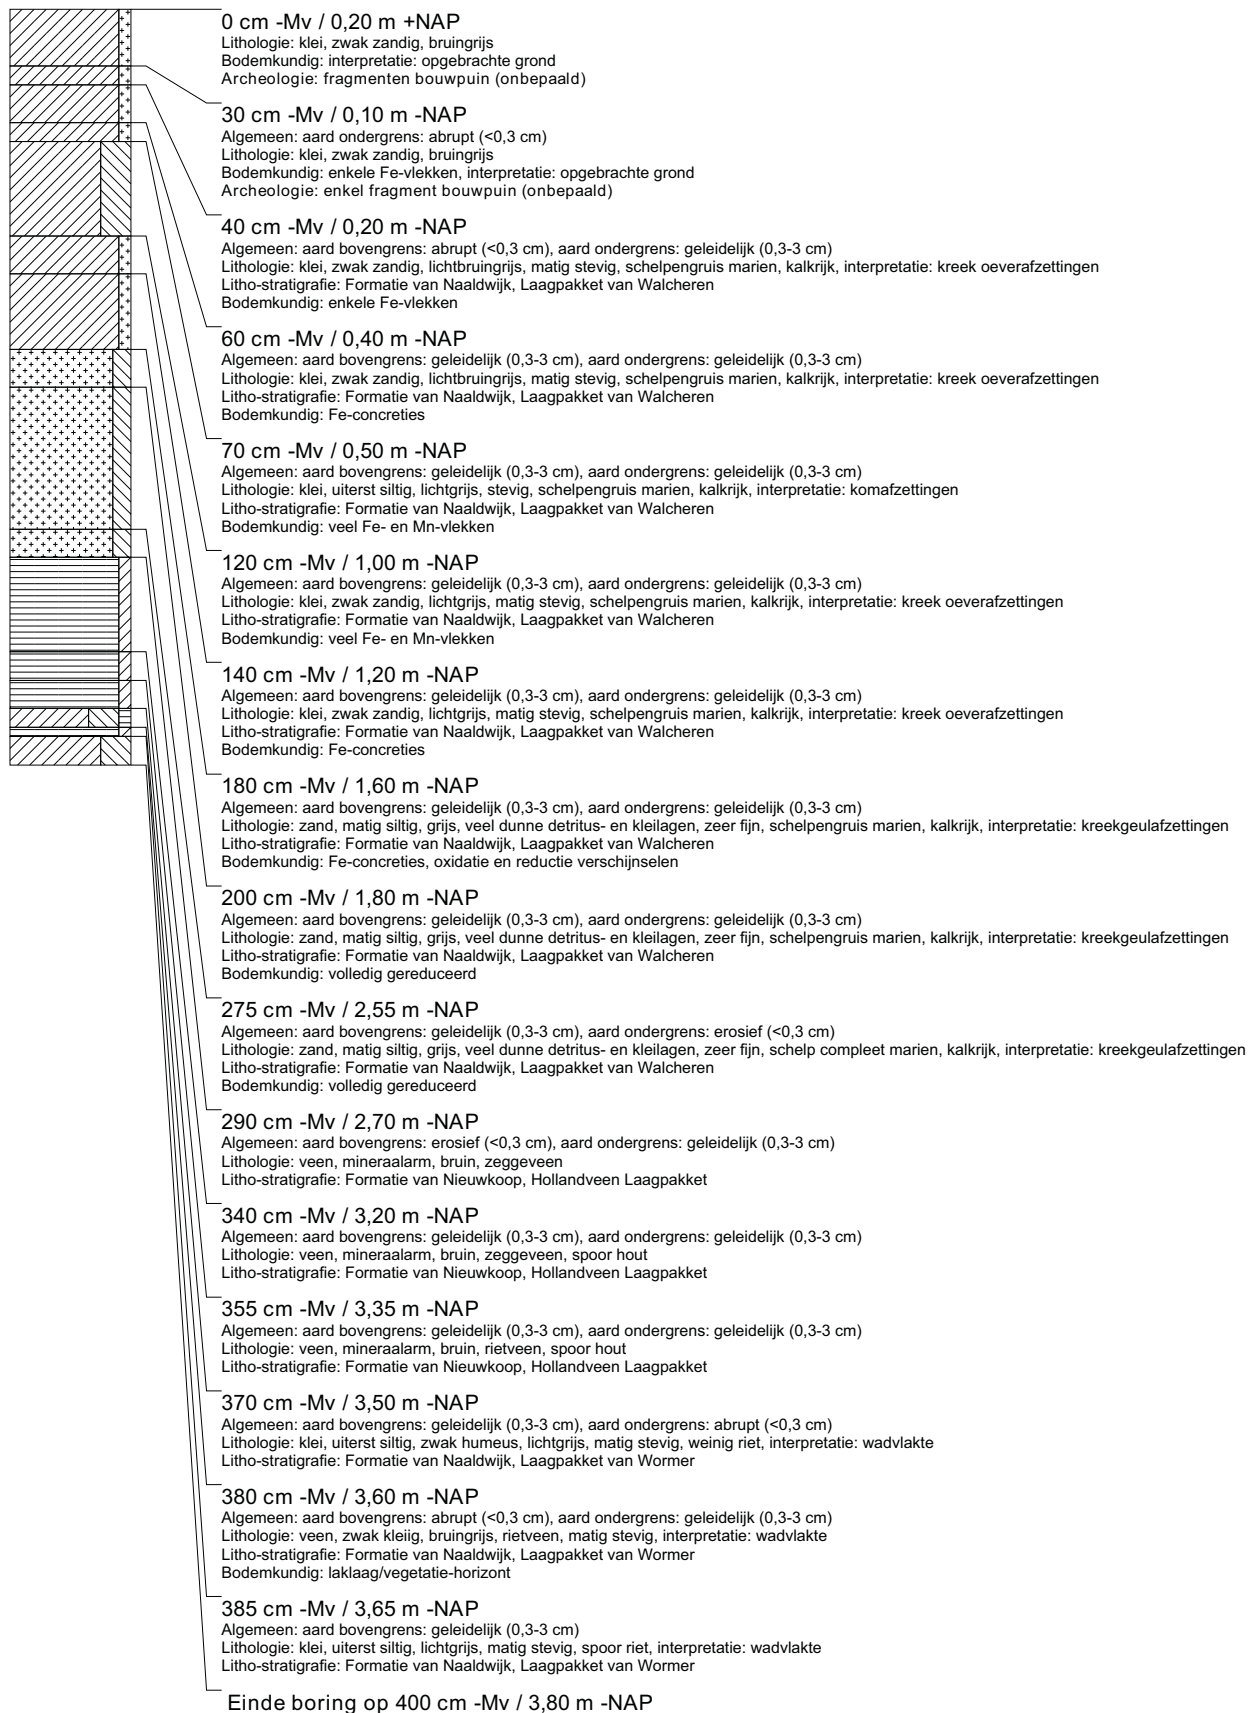 0 cm -Mv / 0,20 m +NAP
Lithologie: klei, zwak zandig, bruingrijs
Bodemkundig: interpretatie: opgebrachte grond
Archeologie: fragmenten bouwpuin (onbepaald)
30 cm -Mv / 0,10 m -NAP
Algemeen: aard ondergrens: abrupt (<0,3 cm)
Lithologie: klei, zwak zandig, bruingrijs
Bodemkundig: enkele Fe-vlekken, interpretatie: opgebrachte grond
Archeologie: enkel fragment bouwpuin (onbepaald)
40 cm -Mv / 0,20 m -NAP
Algemeen: aard bovengrens: abrupt (<0,3 cm), aard ondergrens: geleidelijk (0,3-3 cm)
Lithologie: klei, zwak zandig, lichtbruingrijs, matig stevig, schelpengruis marien, kalkrijk, interpretatie: kreek oeverafzettingen
Litho-stratigrafie: Formatie van Naaldwijk, Laagpakket van Walcheren
Bodemkundig: enkele Fe-vlekken
60 cm -Mv / 0,40 m -NAP
Algemeen: aard bovengrens: geleidelijk (0,3-3 cm), aard ondergrens: geleidelijk (0,3-3 cm)
Lithologie: klei, zwak zandig, lichtbruingrijs, matig stevig, schelpengruis marien, kalkrijk, interpretatie: kreek oeverafzettingen
Litho-stratigrafie: Formatie van Naaldwijk, Laagpakket van Walcheren
Bodemkundig: Fe-concreties
70 cm -Mv / 0,50 m -NAP
Algemeen: aard bovengrens: geleidelijk (0,3-3 cm), aard ondergrens: geleidelijk (0,3-3 cm)
Lithologie: klei, uiterst siltig, lichtgrijs, stevig, schelpengruis marien, kalkrijk, interpretatie: komafzettingen
Litho-stratigrafie: Formatie van Naaldwijk, Laagpakket van Walcheren
Bodemkundig: veel Fe- en Mn-vlekken
120 cm -Mv / 1,00 m -NAP
Algemeen: aard bovengrens: geleidelijk (0,3-3 cm), aard ondergrens: geleidelijk (0,3-3 cm)
Lithologie: klei, zwak zandig, lichtgrijs, matig stevig, schelpengruis marien, kalkrijk, interpretatie: kreek oeverafzettingen
Litho-stratigrafie: Formatie van Naaldwijk, Laagpakket van Walcheren
Bodemkundig: veel Fe- en Mn-vlekken
140 cm -Mv / 1,20 m -NAP
Algemeen: aard bovengrens: geleidelijk (0,3-3 cm), aard ondergrens: geleidelijk (0,3-3 cm)
Lithologie: klei, zwak zandig, lichtgrijs, matig stevig, schelpengruis marien, kalkrijk, interpretatie: kreek oeverafzettingen
Litho-stratigrafie: Formatie van Naaldwijk, Laagpakket van Walcheren
Bodemkundig: Fe-concreties
180 cm -Mv / 1,60 m -NAP
Algemeen: aard bovengrens: geleidelijk (0,3-3 cm), aard ondergrens: geleidelijk (0,3-3 cm)
Lithologie: zand, matig siltig, grijs, veel dunne detritus- en kleilagen, zeer fijn, schelpengruis marien, kalkrijk, interpretatie: kreekgeulafzettingen
Litho-stratigrafie: Formatie van Naaldwijk, Laagpakket van Walcheren
Bodemkundig: Fe-concreties, oxidatie en reductie verschijnselen
200 cm -Mv / 1,80 m -NAP
Algemeen: aard bovengrens: geleidelijk (0,3-3 cm), aard ondergrens: geleidelijk (0,3-3 cm)
Lithologie: zand, matig siltig, grijs, veel dunne detritus- en kleilagen, zeer fijn, schelpengruis marien, kalkrijk, interpretatie: kreekgeulafzettingen
Litho-stratigrafie: Formatie van Naaldwijk, Laagpakket van Walcheren
Bodemkundig: volledig gereduceerd
275 cm -Mv / 2,55 m -NAP
Algemeen: aard bovengrens: geleidelijk (0,3-3 cm), aard ondergrens: erosief (<0,3 cm)
Lithologie: zand, matig siltig, grijs, veel dunne detritus- en kleilagen, zeer fijn, schelp compleet marien, kalkrijk, interpretatie: kreekgeulafzettingen
Litho-stratigrafie: Formatie van Naaldwijk, Laagpakket van Walcheren
Bodemkundig: volledig gereduceerd
290 cm -Mv / 2,70 m -NAP
Algemeen: aard bovengrens: erosief (<0,3 cm), aard ondergrens: geleidelijk (0,3-3 cm)
Lithologie: veen, mineraalarm, bruin, zeggeveen
Litho-stratigrafie: Formatie van Nieuwkoop, Hollandveen Laagpakket
340 cm -Mv / 3,20 m -NAP
Algemeen: aard bovengrens: geleidelijk (0,3-3 cm), aard ondergrens: geleidelijk (0,3-3 cm)
Lithologie: veen, mineraalarm, bruin, zeggeveen, spoor hout
Litho-stratigrafie: Formatie van Nieuwkoop, Hollandveen Laagpakket
355 cm -Mv / 3,35 m -NAP
Algemeen: aard bovengrens: geleidelijk (0,3-3 cm), aard ondergrens: geleidelijk (0,3-3 cm)
Lithologie: veen, mineraalarm, bruin, rietveen, spoor hout
Litho-stratigrafie: Formatie van Nieuwkoop, Hollandveen Laagpakket
370 cm -Mv / 3,50 m -NAP
Algemeen: aard bovengrens: geleidelijk (0,3-3 cm), aard ondergrens: abrupt (<0,3 cm)
Lithologie: klei, uiterst siltig, zwak humeus, lichtgrijs, matig stevig, weinig riet, interpretatie: wadvlakte
Litho-stratigrafie: Formatie van Naaldwijk, Laagpakket van Wormer
380 cm -Mv / 3,60 m -NAP
Algemeen: aard bovengrens: abrupt (<0,3 cm), aard ondergrens: geleidelijk (0,3-3 cm)
Lithologie: veen, zwak kleiig, bruingrijs, rietveen, matig stevig, interpretatie: wadvlakte
Litho-stratigrafie: Formatie van Naaldwijk, Laagpakket van Wormer
Bodemkundig: laklaag/vegetatie-horizont
385 cm -Mv / 3,65 m -NAP
Algemeen: aard bovengrens: geleidelijk (0,3-3 cm)
Lithologie: klei, uiterst siltig, lichtgrijs, matig stevig, spoor riet, interpretatie: wadvlakte
Litho-stratigrafie: Formatie van Naaldwijk, Laagpakket van Wormer
Einde boring op 400 cm -Mv / 3,80 m -NAP